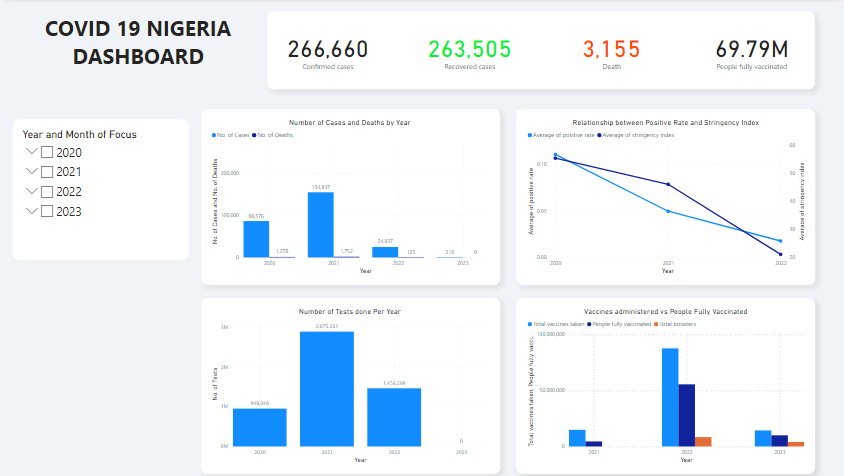 COVID 19 NIGERIA
DASHBOARD
266,660
Confirmed cases
263,505
Recovered cases
3,155
Death
69.79M
People fully vaccinated
Year and Month of Focus
2020
2021
2022
2023
Number of Cases and Deaths by Year
No. of Cases No. of Deaths
No. of Cases and No. of Deaths
200,000
100,000
0
86,576
1,278
154,837
1,752
24,837
125
210
0
2020 2021 2022 2023
Year
Relationship between Positive Rate and Stringency Index
Average of positive rate Average of stringency index
Average of positive rate
0.10
0.05
0.00
60
50
40
30
20
Average of stringency index
2020 2021 2022
Year
Number of Tests done Per Year
No. of Tests
3M
2M
1M
0M
2,875,261
0
2020 2021 2022 2023
Year
Vaccines administered vs People Fully Vaccinated
Total vaccines taken People fully vaccinated Total boosters
Total vaccines taken, People fully vacci...
100,000,000
50,000,000
0
2021 2022 2023
Year